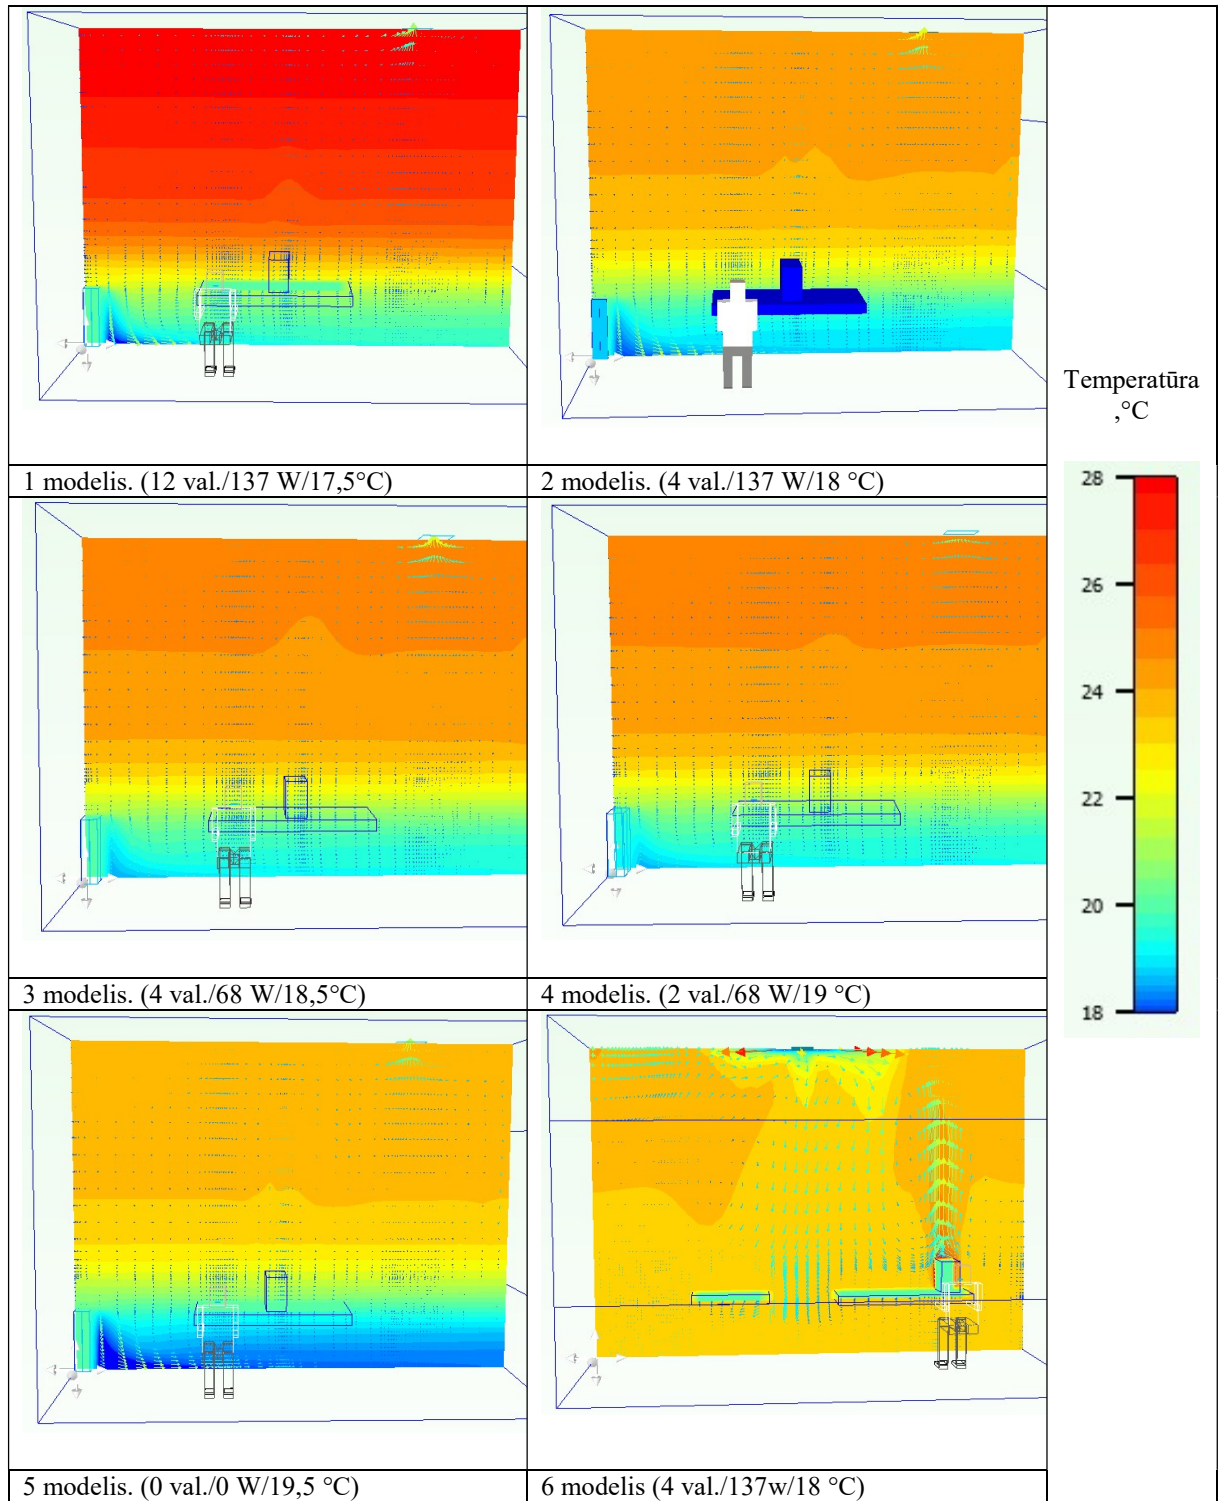 1 modelis. (12 val./137 W/17,5°C)
2 modelis. (4 val./137 W/18 °C)
Temperatūra
,°C
28
26
24
22
20
18
3 modelis. (4 val./68 W/18,5°C)
4 modelis. (2 val./68 W/19 °C)
5 modelis. (0 val./0 W/19,5 °C)
6 modelis (4 val./137w/18 °C)